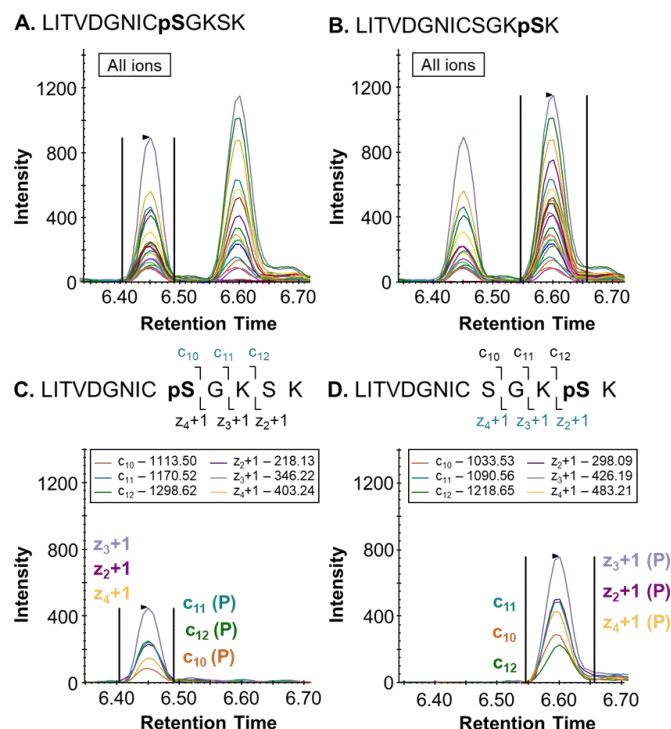 A. LITVDGNICpSGKSK
B. LITVDGNICSGKpSK
All ions
All ions
1200
800
400
0
Intensity
6.40 6.50 6.60 6.70
Retention Time
1200
800
400
0
Intensity
6.40 6.50 6.60 6.70
Retention Time
c10 c11 c12
C. LITVDGNIC pS G K S K
z4+1 z3+1 z2+1
c10 c11 c12
D. LITVDGNIC S G K pS K
z4+1 z3+1 z2+1
c10 – 1113.50 z2+1 – 218.13
c11 – 1170.52 z3+1 – 346.22
c12 – 1298.62 z4+1 – 403.24
1200
800
400
0
Intensity
z3+1
z2+1
z4+1
c11 (P)
c12 (P)
c10 (P)
6.40 6.50 6.60 6.70
Retention Time
c10 – 1033.53 z2+1 – 298.09
c11 – 1090.56 z3+1 – 426.19
c12 – 1218.65 z4+1 – 483.21
1200
800
400
0
Intensity
c11
c10
c12
z3+1 (P)
z2+1 (P)
z4+1 (P)
6.40 6.50 6.60 6.70
Retention Time